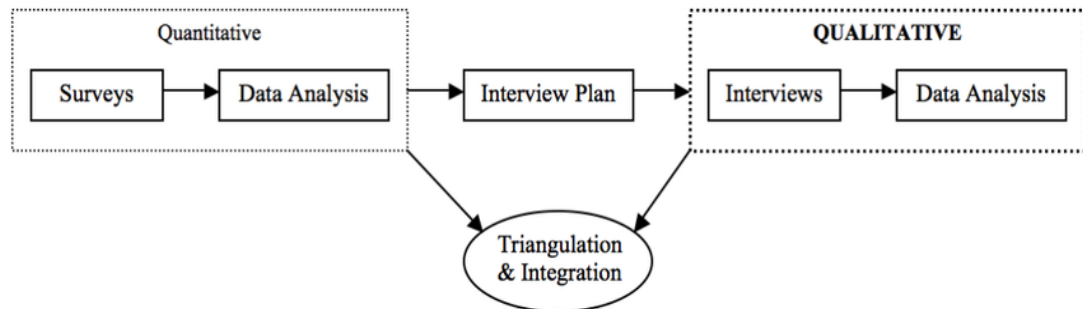 Quantitative
QUALITATIVE
Surveys
Data Analysis
Interview Plan
Interviews
Data Analysis
Triangulation
& Integration